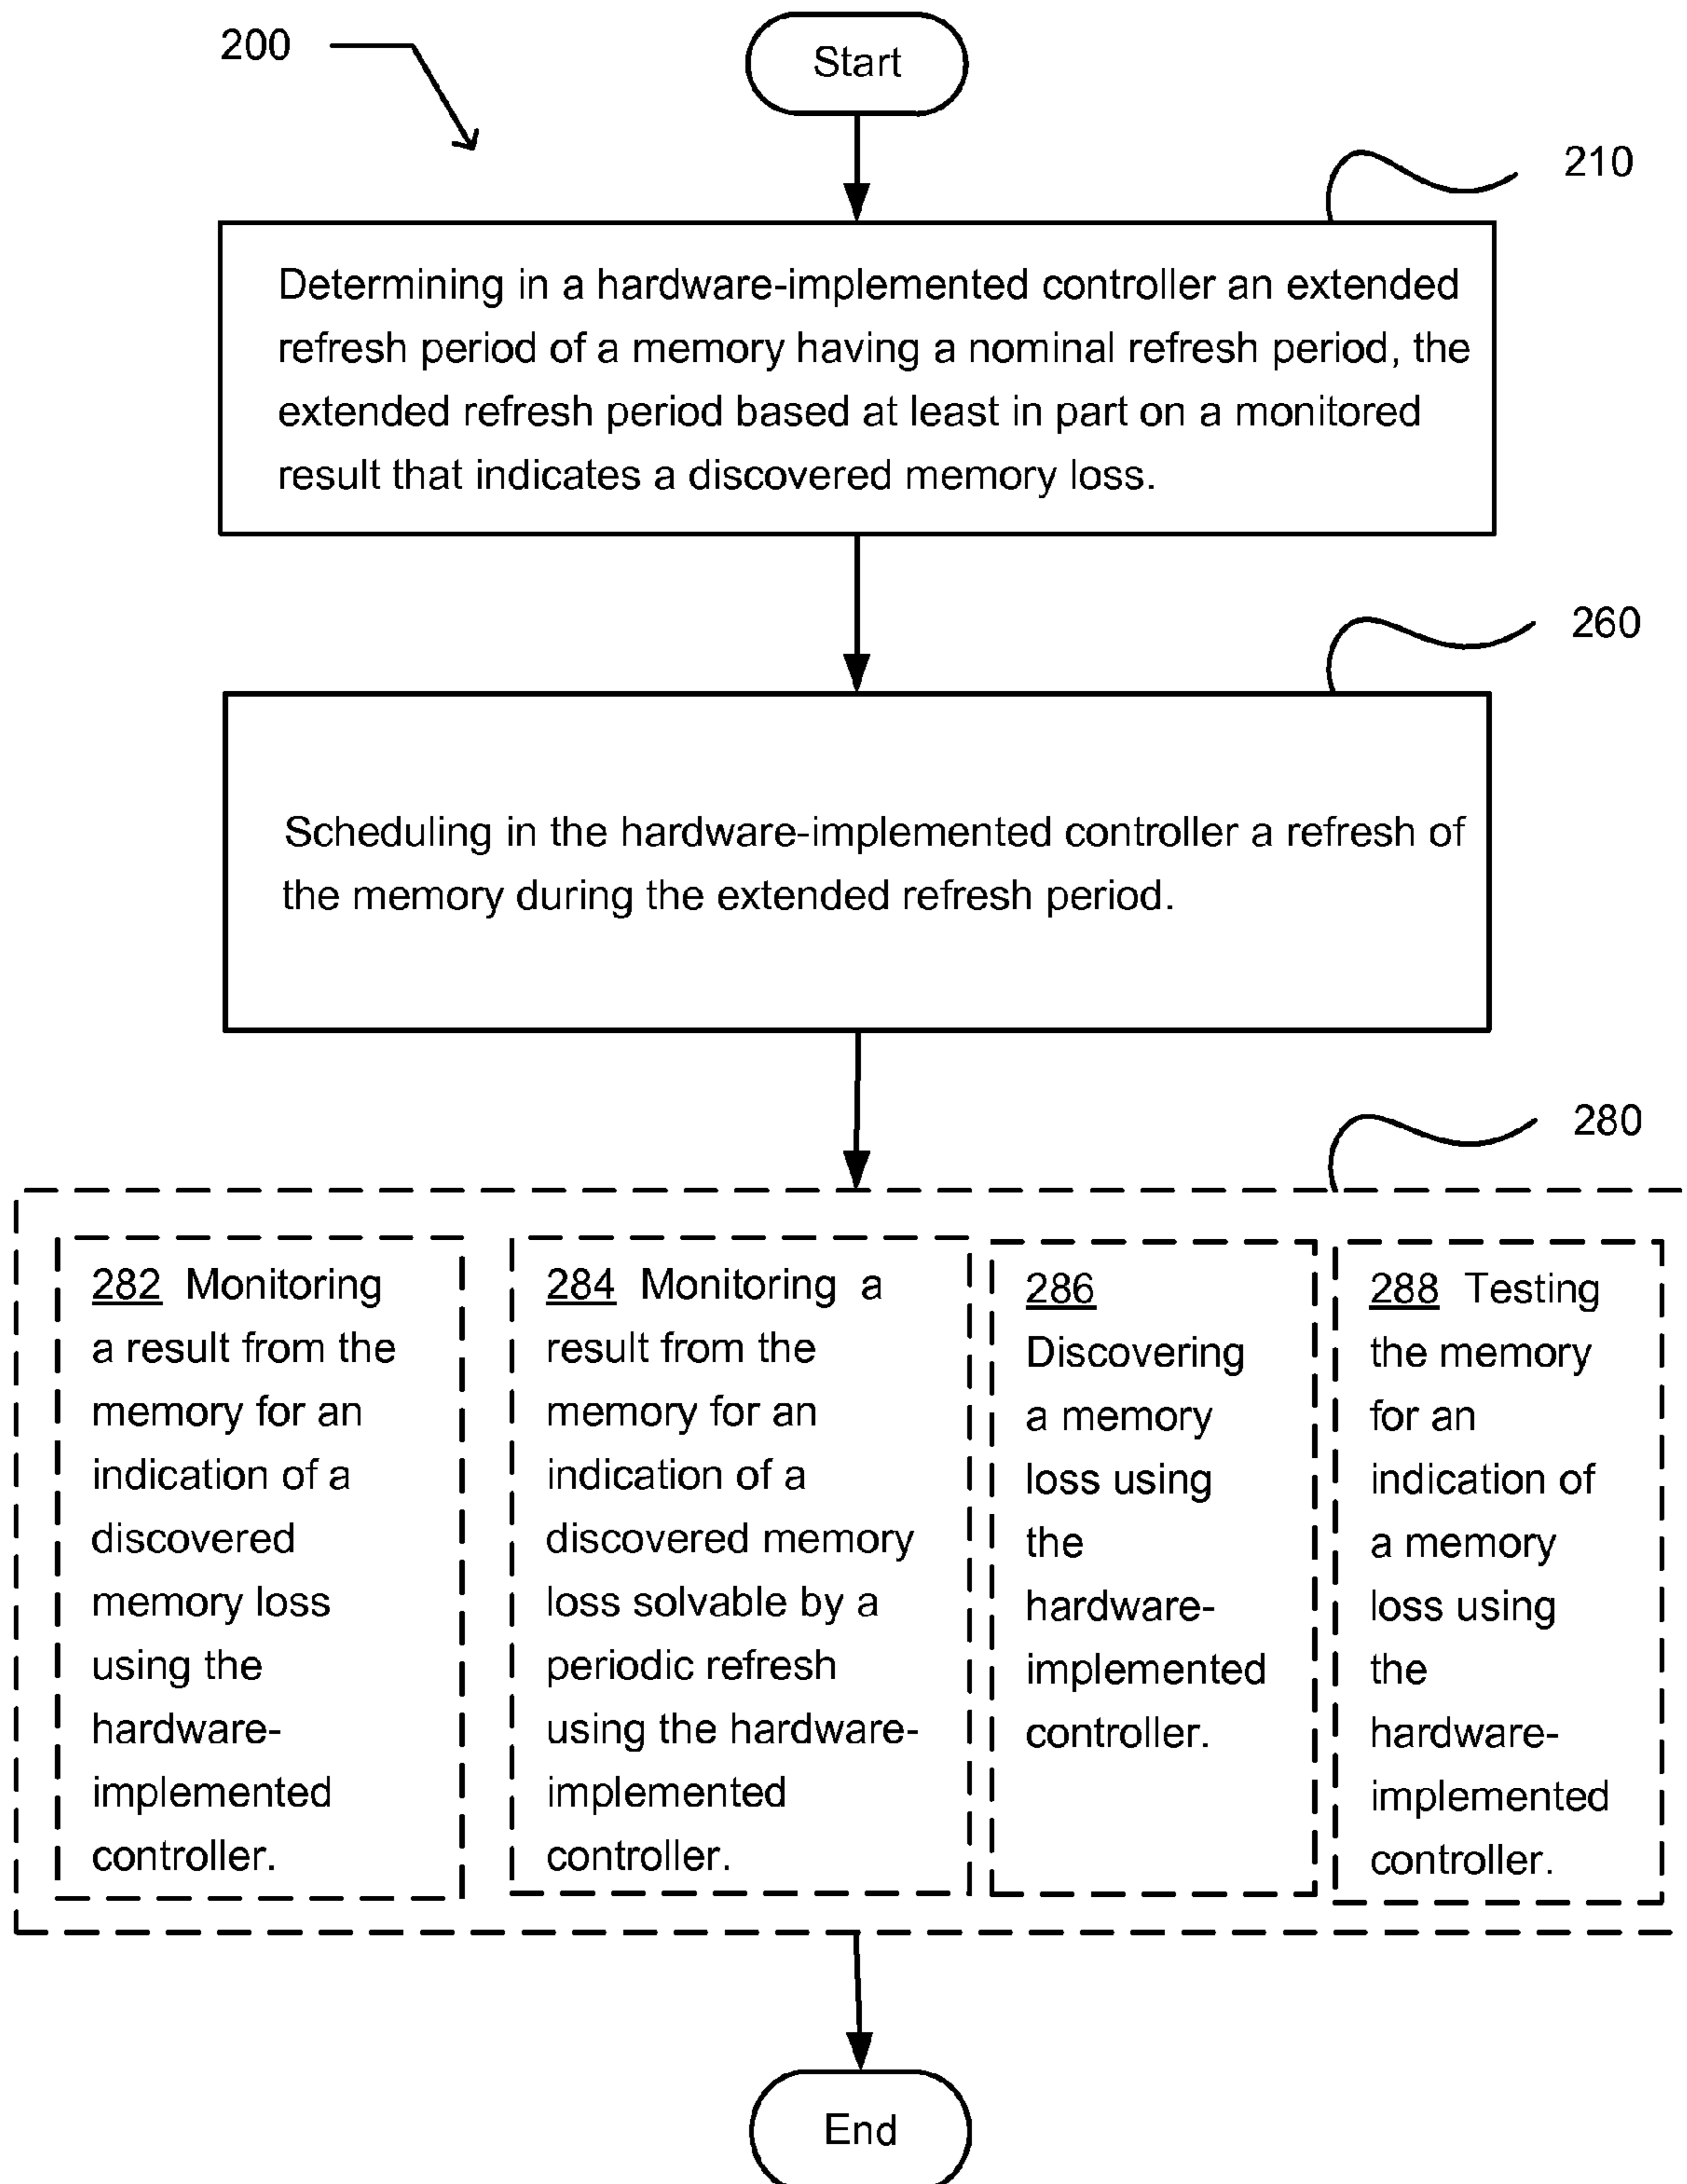 200
Start
210
Determining in a hardware-implemented controller an extended
refresh period of a memory having a nominal refresh period, the
extended refresh period based at least in part on a monitored
result that indicates a discovered memory loss.
260
Scheduling in the hardware-implemented controller a refresh of
the memory during the extended refresh period.
280
282 Monitoring
a result from the
memory for an
indication of a
discovered
memory loss
using the
hardware-
implemented
controller.
284 Monitoring a
result from the
memory for an
indication of a
discovered memory
loss solvable by a
periodic refresh
using the hardware-
implemented
controller.
286
Discovering
a memory
loss using
the
hardware-
implemented
controller.
288 Testing
the memory
for an
indication of
a memory
loss using
the
hardware-
implemented
controller.
End